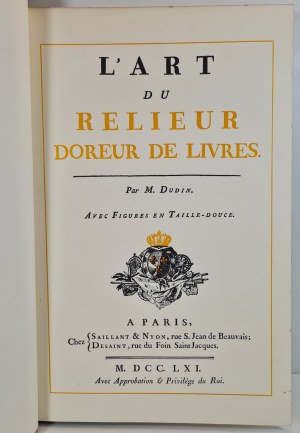 L'ART
DU
RELIEUR
DOREUR DE LIVRES.
Par M. DUDIN.
AVEC FIGURES EN TAILLE-DOUCE.
A PARIS,
Chez { SAILLANT & NYON, rue S. Jean de Beauvais;
DESAINT, rue du Foin Saint Jacques.
M. DCC. LXI.
Avec Approbation & Privilége du Roi.